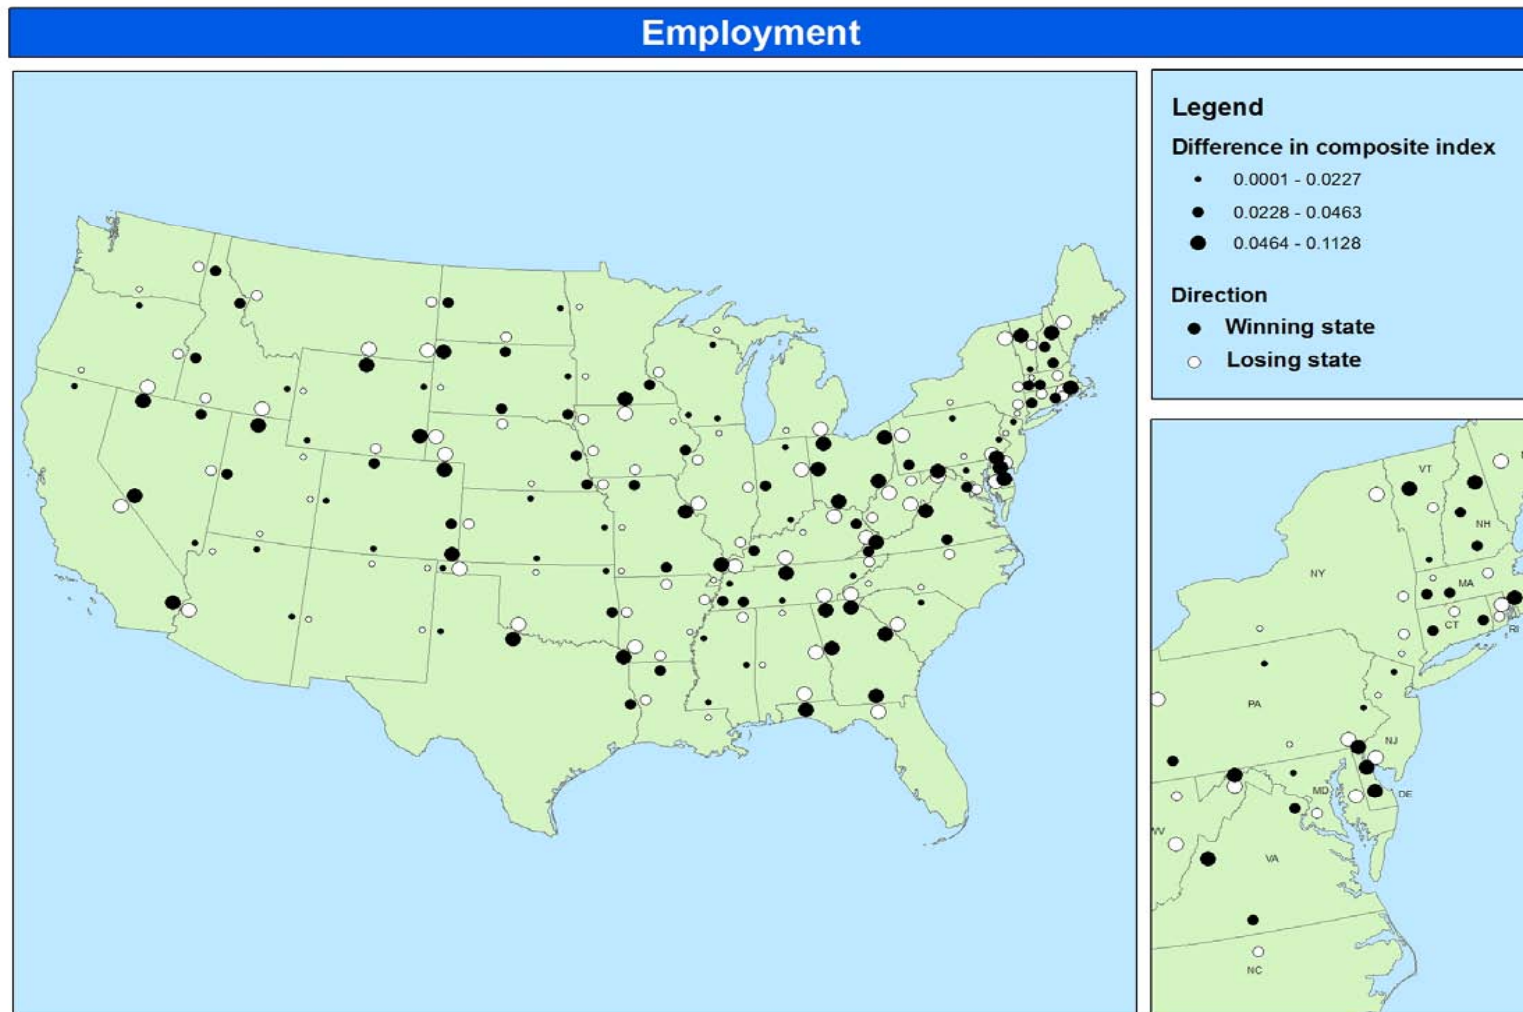 Employment
Legend
Difference in composite index
0.0001 - 0.0227
0.0228 - 0.0463
0.0464 - 0.1128
Direction
Winning state
Losing state
VT
NH
NY
MA
CT
RI
PA
NJ
MD
DE
WV
VA
NC